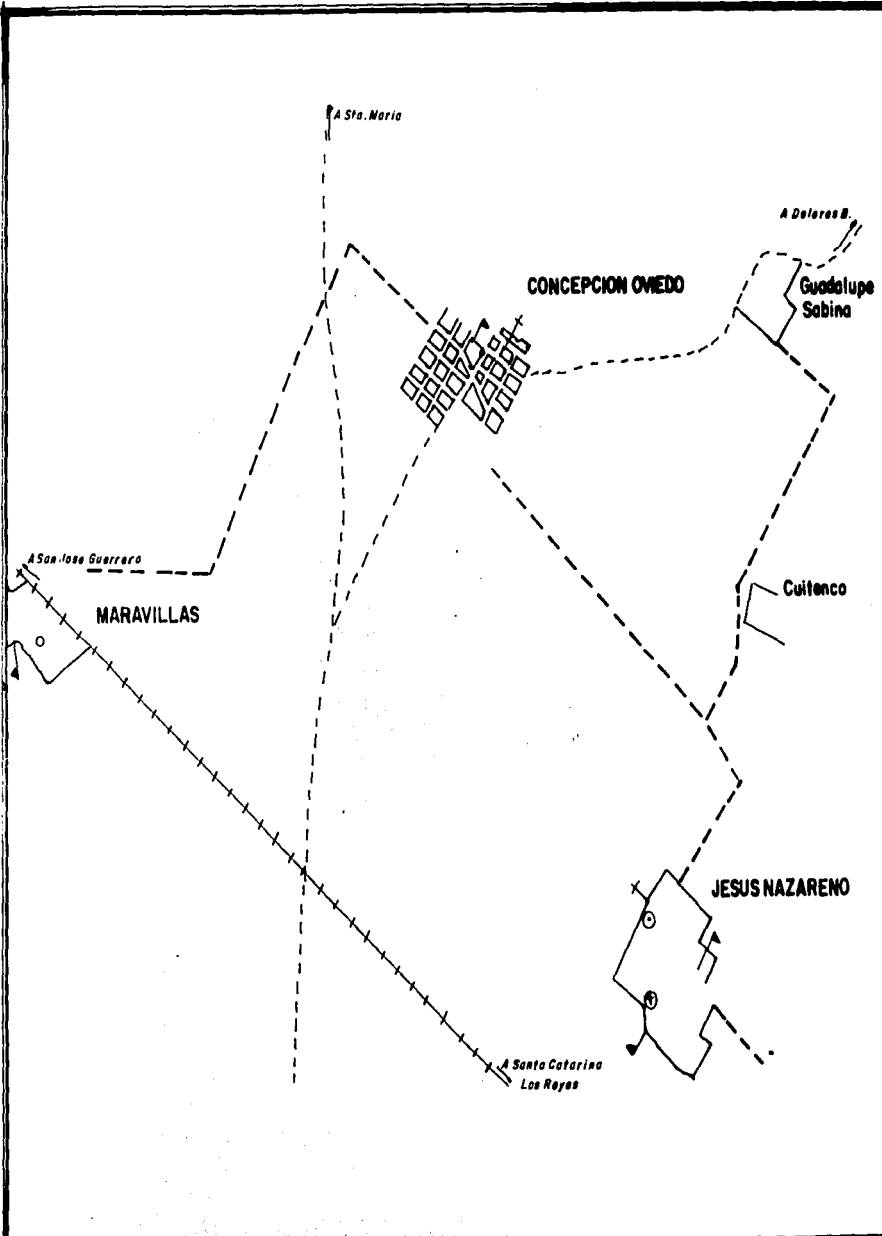 A Sta. Maria
A Dolores B.
CONCEPCION OVIEDO
Guadalupe
Sabina
A San Jose Guerrero
MARAVILLAS
Cuitenco
JESUS NAZARENO
A Santa Catarina
Los Reyes